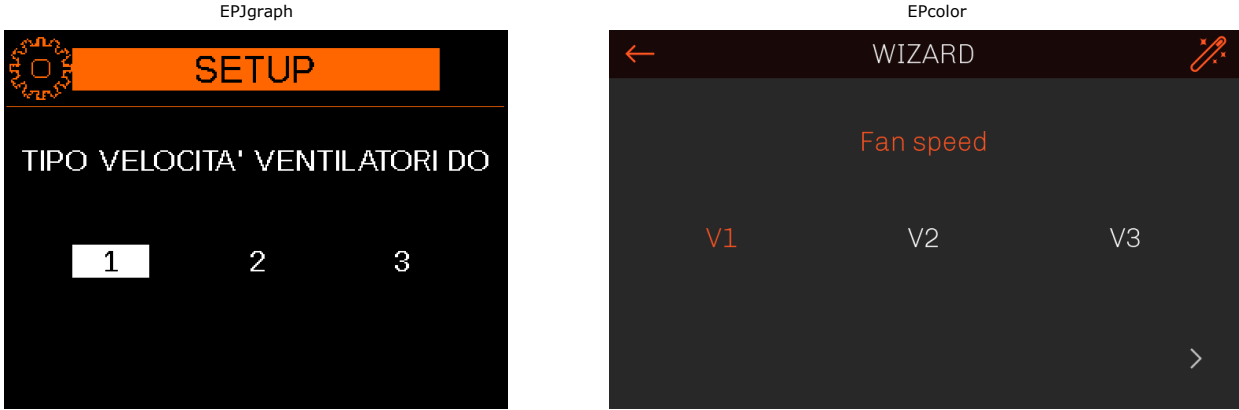 EPJgraph
SETUP
TIPO VELOCITA' VENTILATORI DO
1 2 3
EPcolor
WIZARD
Fan speed
V1 V2 V3